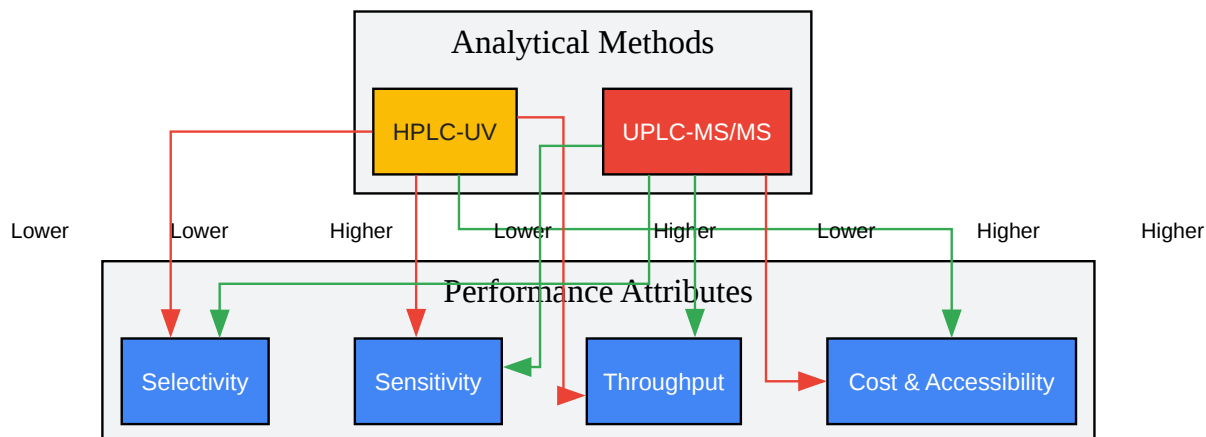 Analytical Methods
HPLC-UV
UPLC-MS/MS
Lower
Lower
Higher
Lower
Higher
Lower
Higher
Higher
Performance Attributes
Selectivity
Sensitivity
Throughput
Cost & Accessibility